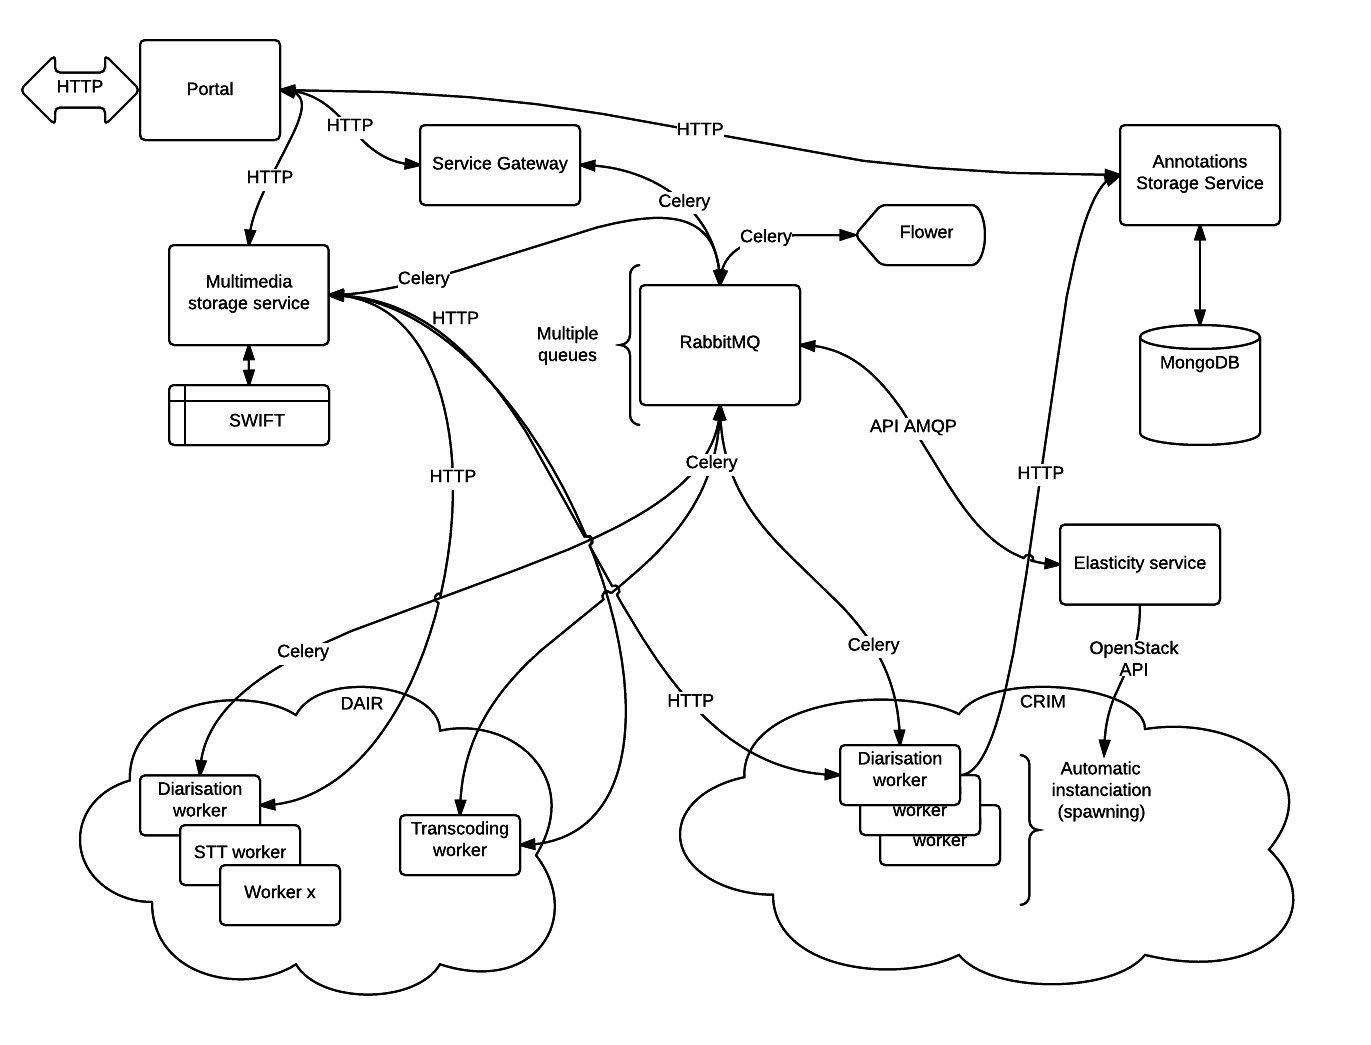 HTTP
Portal
HTTP
HTTP
HTTP
Service Gateway
Annotations
Storage Service
Celery
Celery
Flower
Multimedia
storage service
Celery
HTTP
Multiple
queues
RabbitMQ
MongoDB
SWIFT
API AMQP
Celery
HTTP
HTTP
Elasticity service
Celery
Celery
OpenStack
API
HTTP
DAIR
CRIM
Diarisation
worker
STT worker
Worker x
Transcoding
worker
Diarisation
worker
worker
worker
Automatic
instanciation
(spawning)